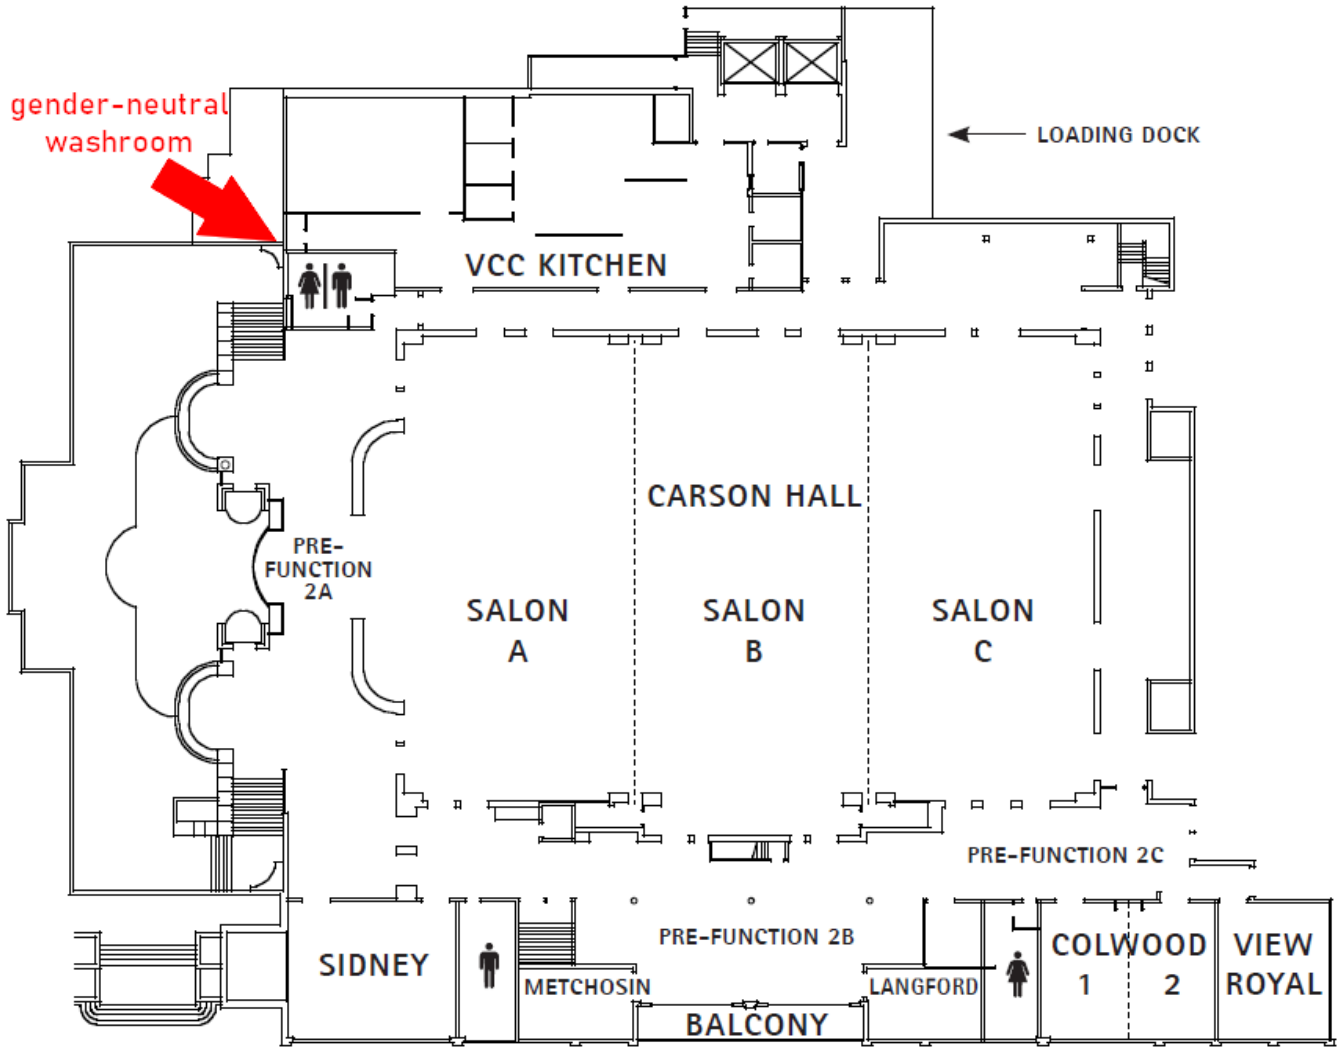 gender-neutral
washroom
LOADING DOCK
VCC KITCHEN
CARSON HALL
PRE-
FUNCTION
2A
SALON
A
SALON
B
SALON
C
PRE-FUNCTION 2C
PRE-FUNCTION 2B
SIDNEY
METCHOSIN
BALCONY
LANGFORD
COLWOOD
1 2
VIEW
ROYAL